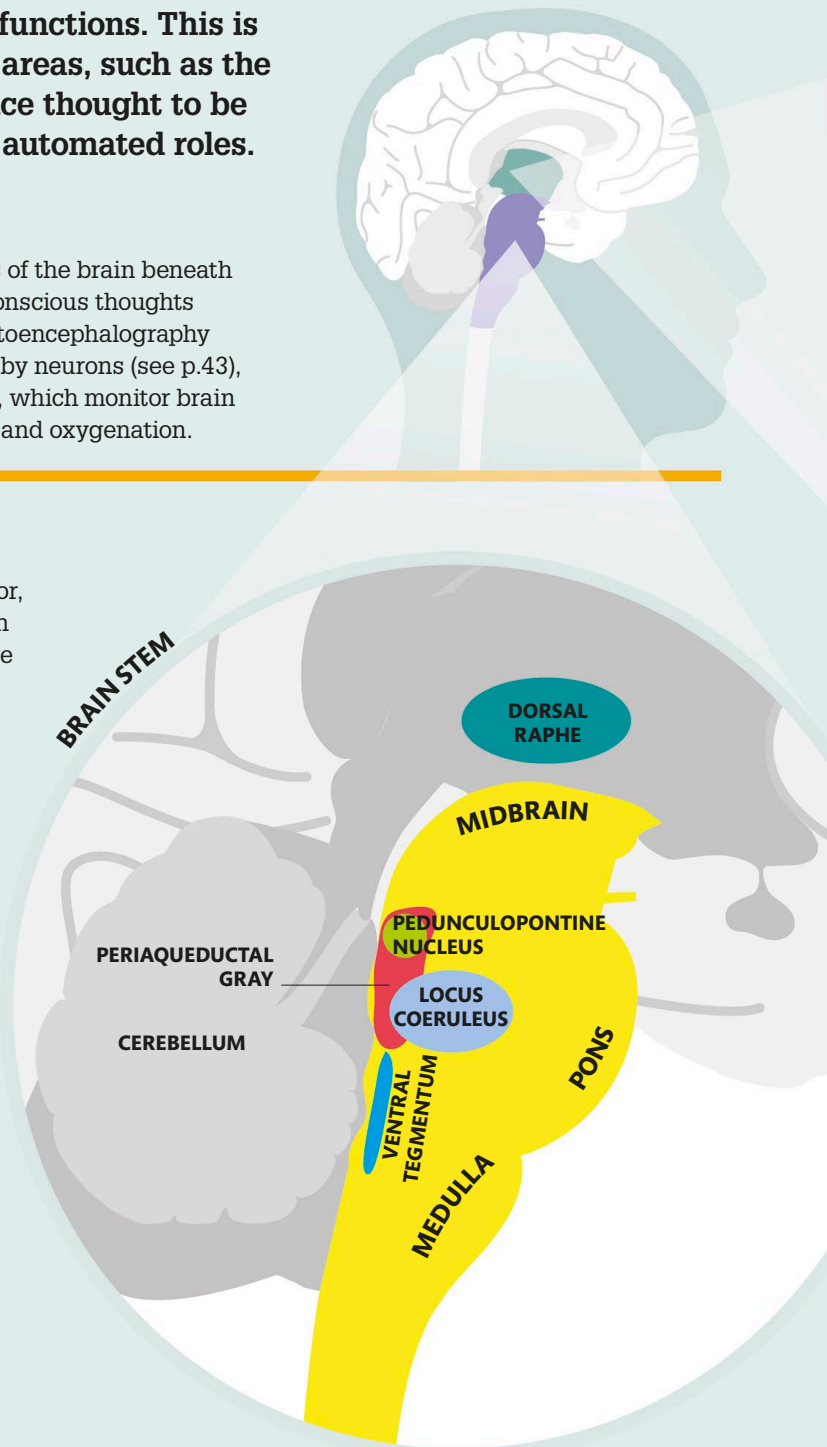 functions. This is
areas, such as the
ce thought to be
automated roles.
of the brain beneath
onscious thoughts
toencephalography
by neurons (see p.43),
, which monitor brain
and oxygenation.
or,
BRAIN STEM
DORSAL
RAPHE
MIDBRAIN
PEDUNCULOPONTINE
NUCLEUS
PERIAQUEDUCTAL
GRAY
LOCUS
COERULEUS
CEREBELLUM
PONS
VENTRAL
TEGMENTUM
MEDULLA